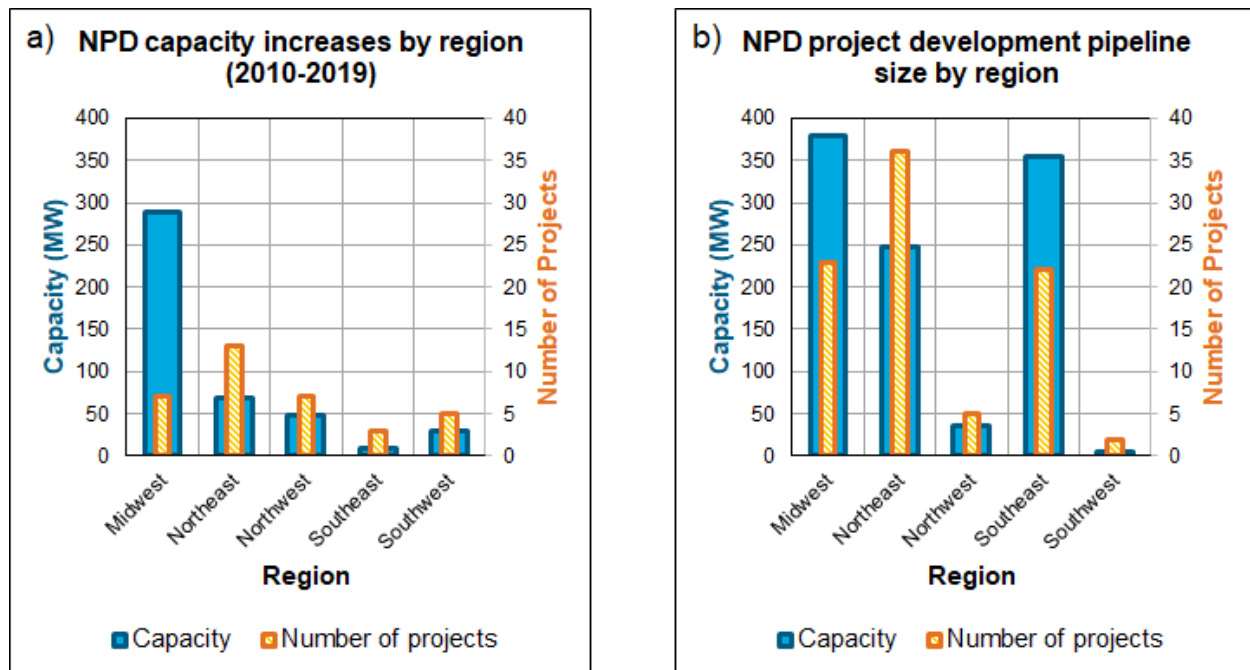 a) NPD capacity increases by region
(2010-2019)
Capacity (MW)
400
350
300
250
200
150
100
50
0
40
35
30
25
20
15
10
5
0
Number of Projects
Midwest
Northeast
Northwest
Southeast
Southwest
Region
Capacity
Number of projects
b) NPD project development pipeline
size by region
Capacity (MW)
400
350
300
250
200
150
100
50
0
40
35
30
25
20
15
10
5
0
Number of Projects
Midwest
Northeast
Northwest
Southeast
Southwest
Region
Capacity
Number of projects